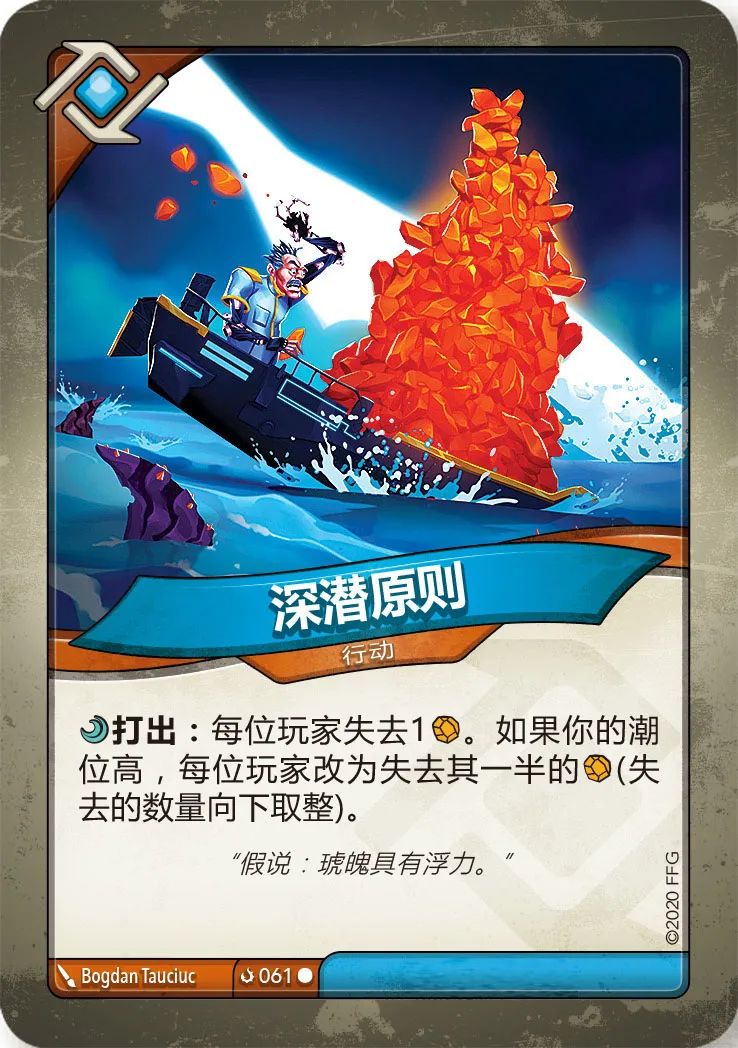 深潜原则
行动
打出：每位玩家失去1。如果你的潮
位高，每位玩家改为失去其一半的(失
去的数量向下取整)。
“假说：琥魄具有浮力。”
©2020 FFG
Bogdan Tauciuc
061